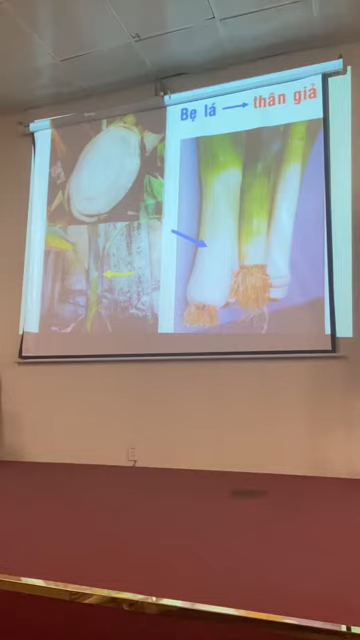 Bẹ lá → thân giả